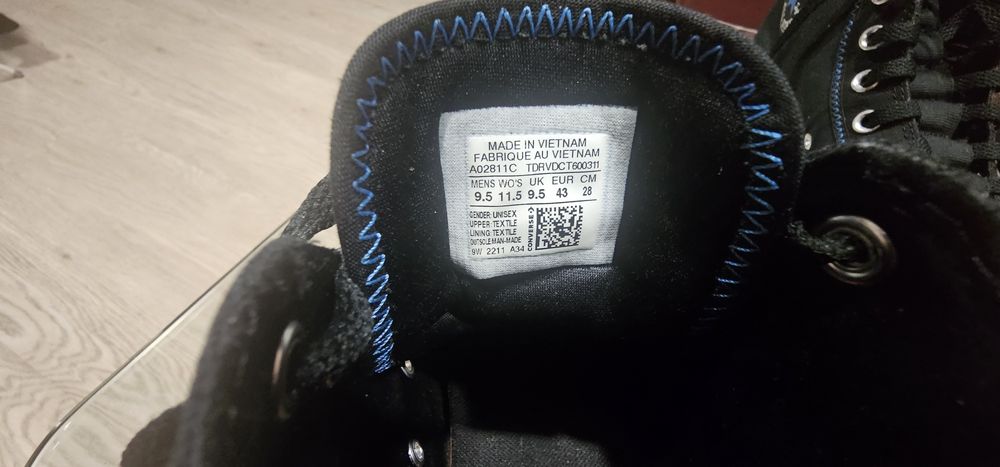 MADE IN VIETNAM
FABRIQUE AU VIETNAM
A02811C TDRVDCT600311
MENS WO'S UK EUR CM
9.5 11.5 9.5 43 28
GENDER: UNISEX
UPPER: TEXTILE
LINING: TEXTILE
OUTSOLE:MAN-MADE
9W 2211 A34
CONVERSE